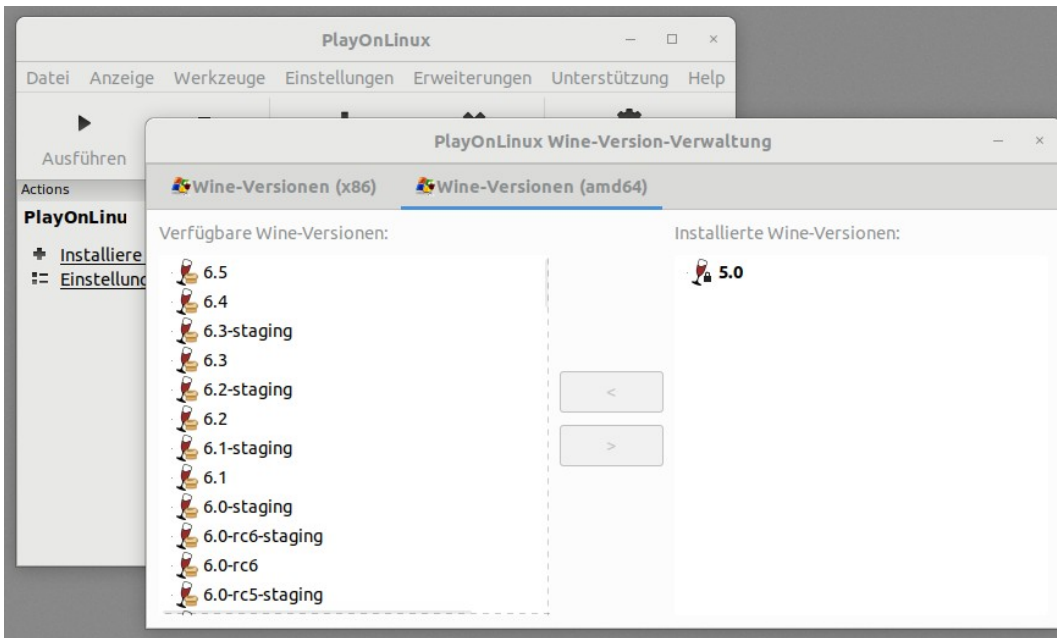 PlayOnLinux
Datei Anzeige Werkzeuge Einstellungen Erweiterungen Unterstützung Help
Ausführen
Actions
PlayOnLinu
Installiere
Einstellung
PlayOnLinux Wine-Version-Verwaltung
Wine-Versionen (x86) Wine-Versionen (amd64)
Verfügbare Wine-Versionen:
6.5
6.4
6.3-staging
6.3
6.2-staging
6.2
6.1-staging
6.1
6.0-staging
6.0-rc6-staging
6.0-rc6
6.0-rc5-staging
<
>
Installierte Wine-Versionen:
5.0